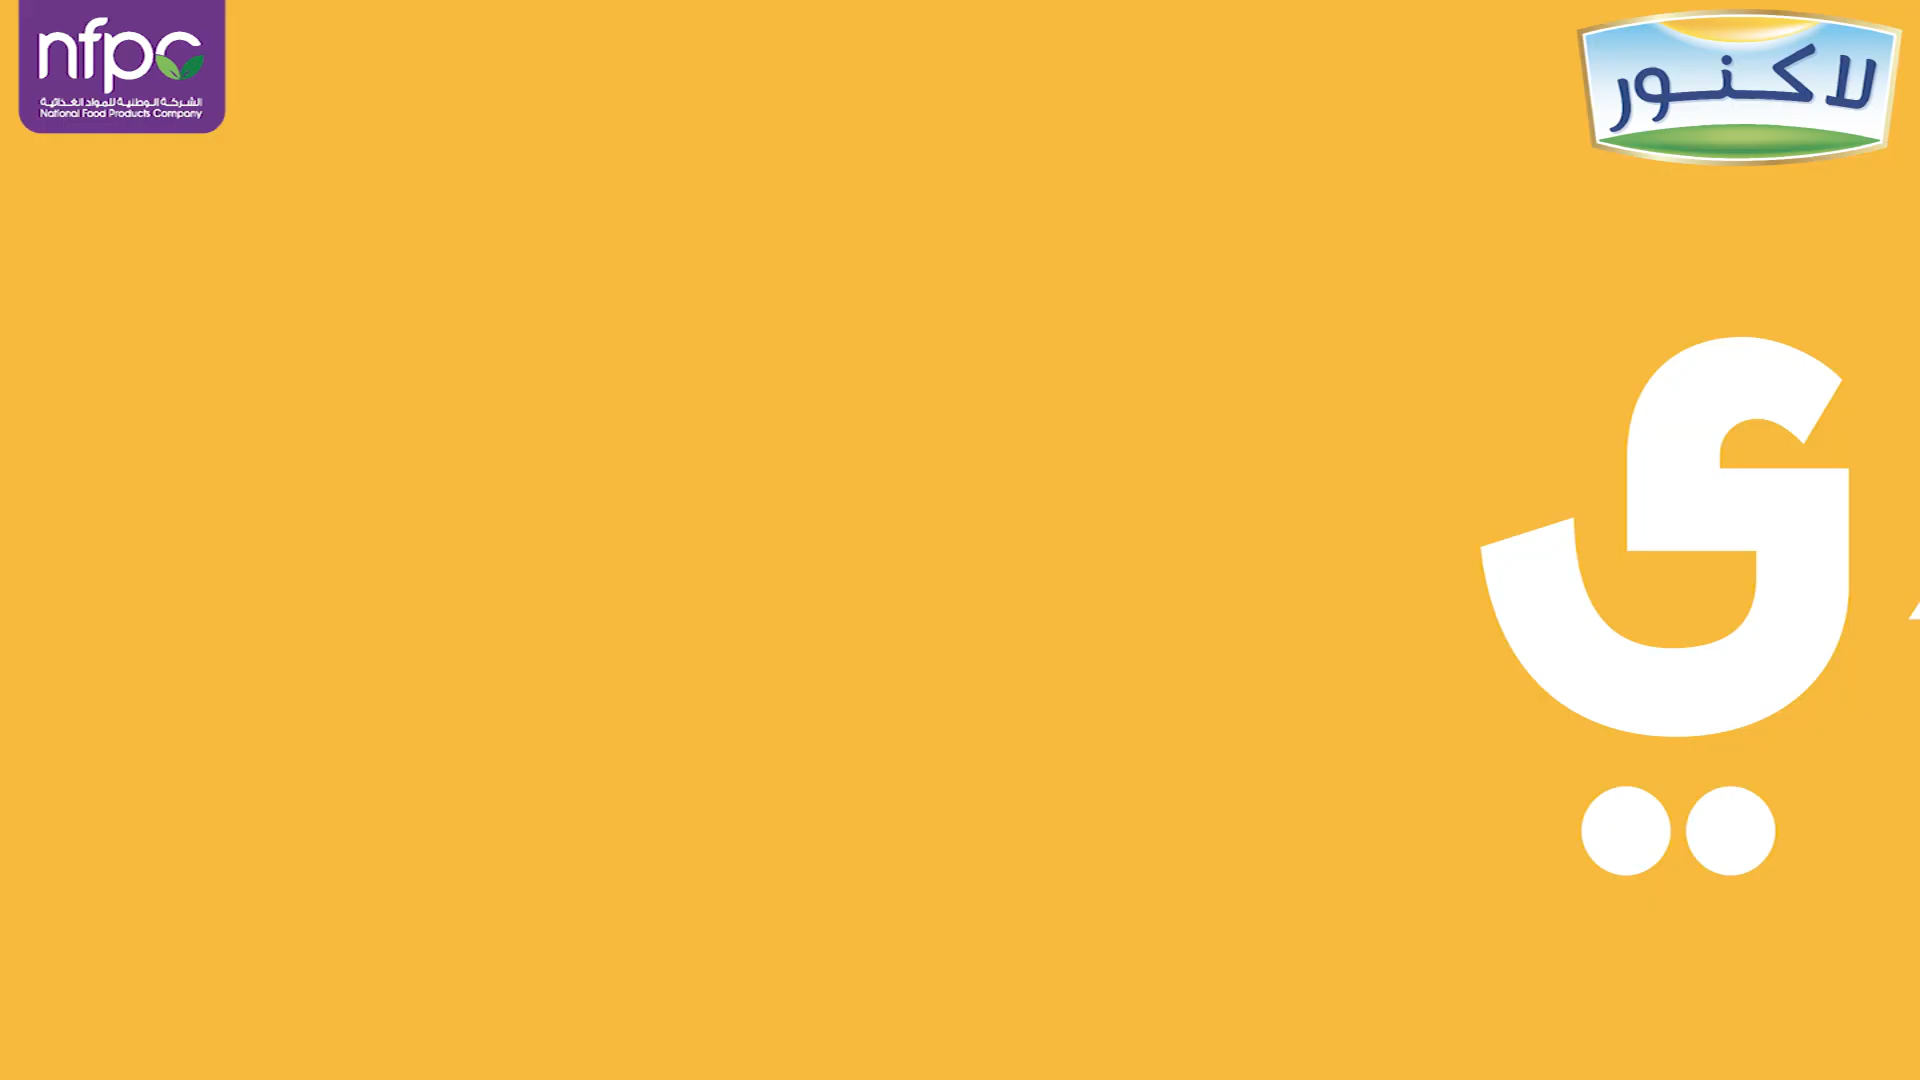 nfpc
الشركة الوطنية للمواد الغذائية
National Food Products Company
لاكنور
ي